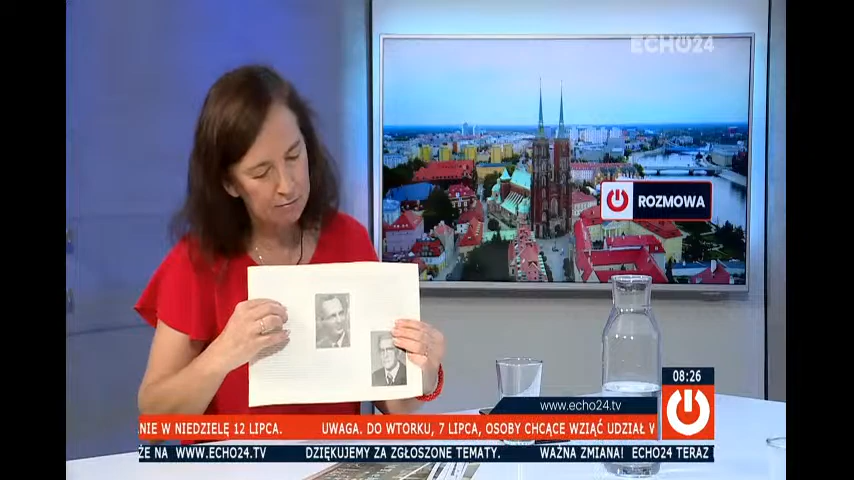 ECHO24
ROZMOWA
08:26
www.echo24.tv
NIE W NIEDZIELĘ 12 LIPCA. UWAGA. DO WTORKU, 7 LIPCA, OSOBY CHCĄCE WZIĄĆ UDZIAŁ
ŻE NA WWW.ECHO24.TV DZIĘKUJEMY ZA ZGŁOSZONE TEMATY. WAŻNA ZMIANA! ECHO24 TERAZ